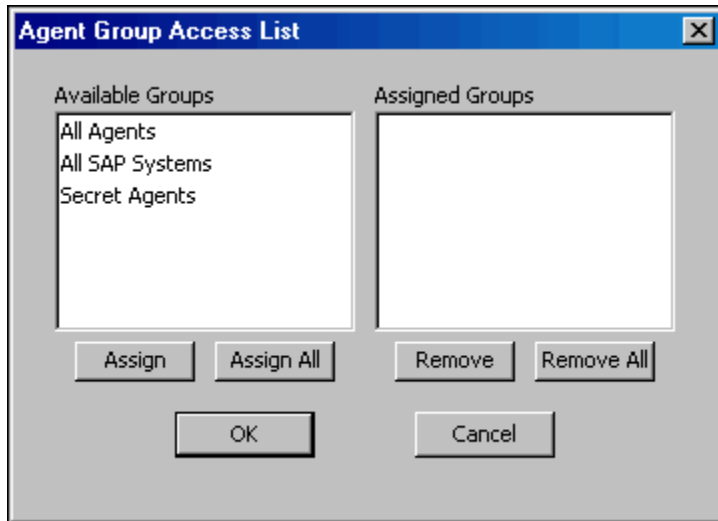 Agent Group Access List
Available Groups
Assigned Groups
All Agents
All SAP Systems
Secret Agents
Assign
Assign All
Remove
Remove All
OK
Cancel